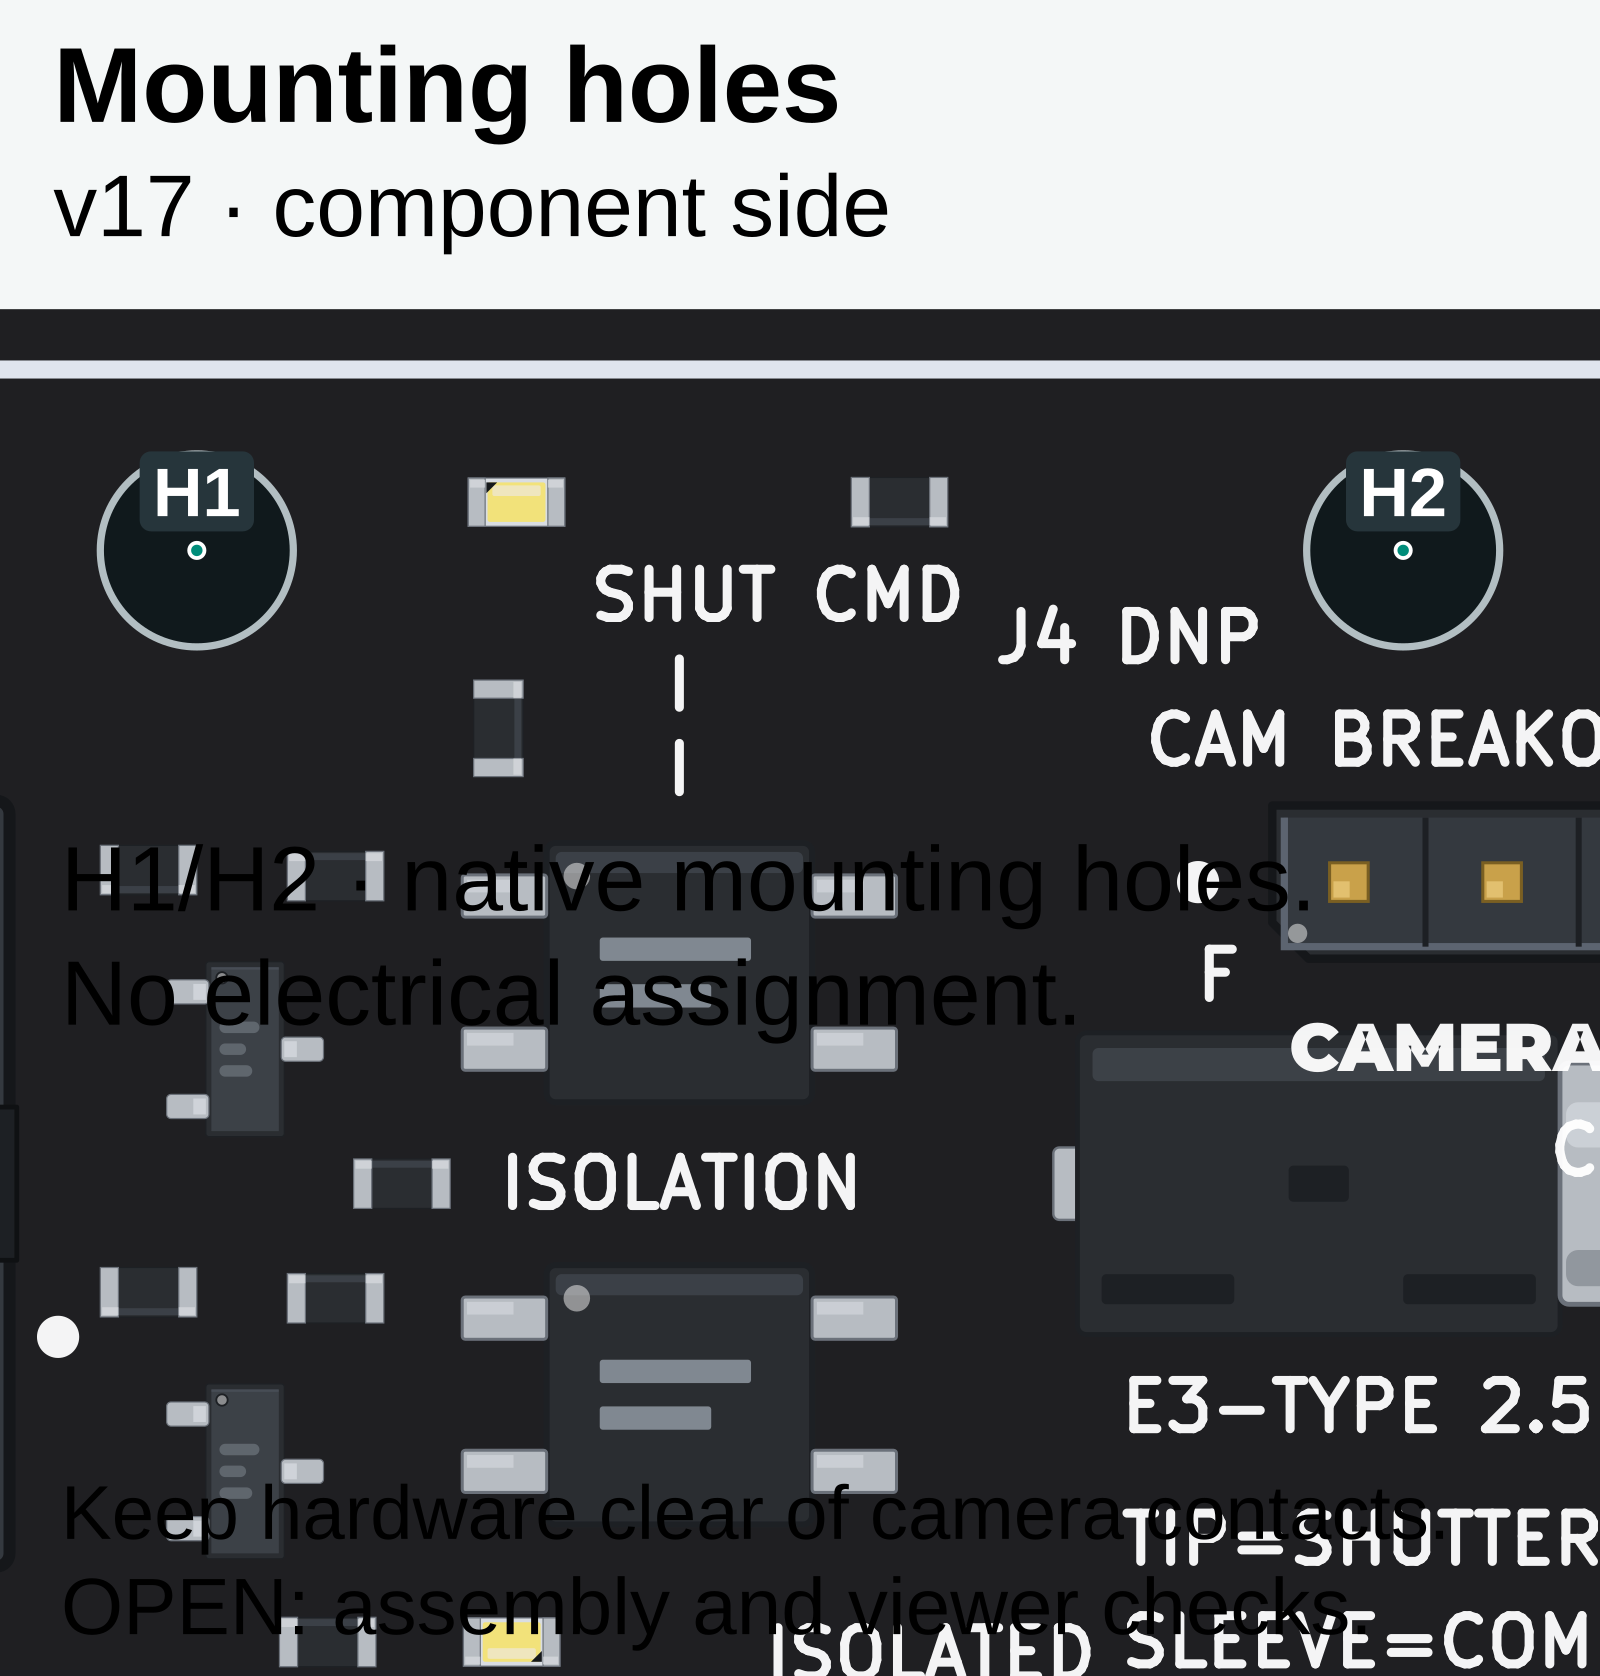 Mounting holes
v17 · component side
H1
H2
SHUT CMD
J4 DNP
CAM BREAKO
H1/H2 · native mounting holes.
F
No electrical assignment.
CAMERA
C
ISOLATION
E3–TYPE 2.5
Keep hardware clear of camera contacts.
TIP=SHUTTER
OPEN: assembly and viewer checks.
ISOLATED
SLEEVE=COM